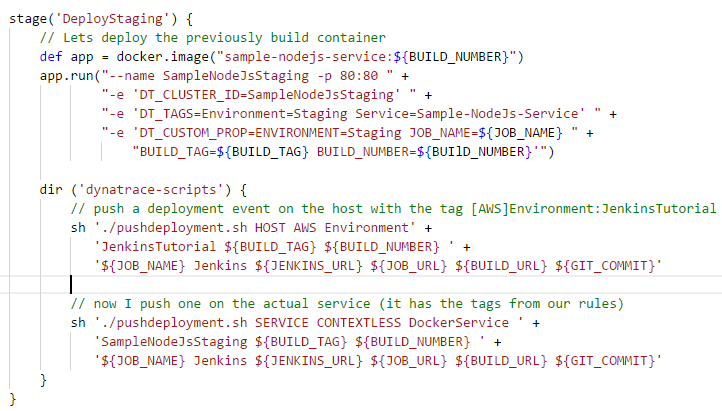 stage('DeployStaging') {
// Lets deploy the previously build container
def app = docker.image("sample-nodejs-service:${BUILD_NUMBER}")
app.run("--name SampleNodeJsStaging -p 80:80 " +
"-e 'DT_CLUSTER_ID=SampleNodeJsStaging' " +
"-e 'DT_TAGS=Environment=Staging Service=Sample-NodeJs-Service' " +
"-e 'DT_CUSTOM_PROP=ENVIRONMENT=Staging JOB_NAME=${JOB_NAME} " +
"BUILD_TAG=${BUILD_TAG} BUILD_NUMBER=${BUIlD_NUMBER}'")
dir ('dynatrace-scripts') {
// push a deployment event on the host with the tag [AWS]Environment:JenkinsTutorial
sh './pushdeployment.sh HOST AWS Environment' +
'JenkinsTutorial ${BUILD_TAG} ${BUILD_NUMBER} ' +
'${JOB_NAME} Jenkins ${JENKINS_URL} ${JOB_URL} ${BUILD_URL} ${GIT_COMMIT}'
// now I push one on the actual service (it has the tags from our rules)
sh './pushdeployment.sh SERVICE CONTEXTLESS DockerService ' +
'SampleNodeJsStaging ${BUILD_TAG} ${BUILD_NUMBER} ' +
'${JOB_NAME} Jenkins ${JENKINS_URL} ${JOB_URL} ${BUILD_URL} ${GIT_COMMIT}'
}
}